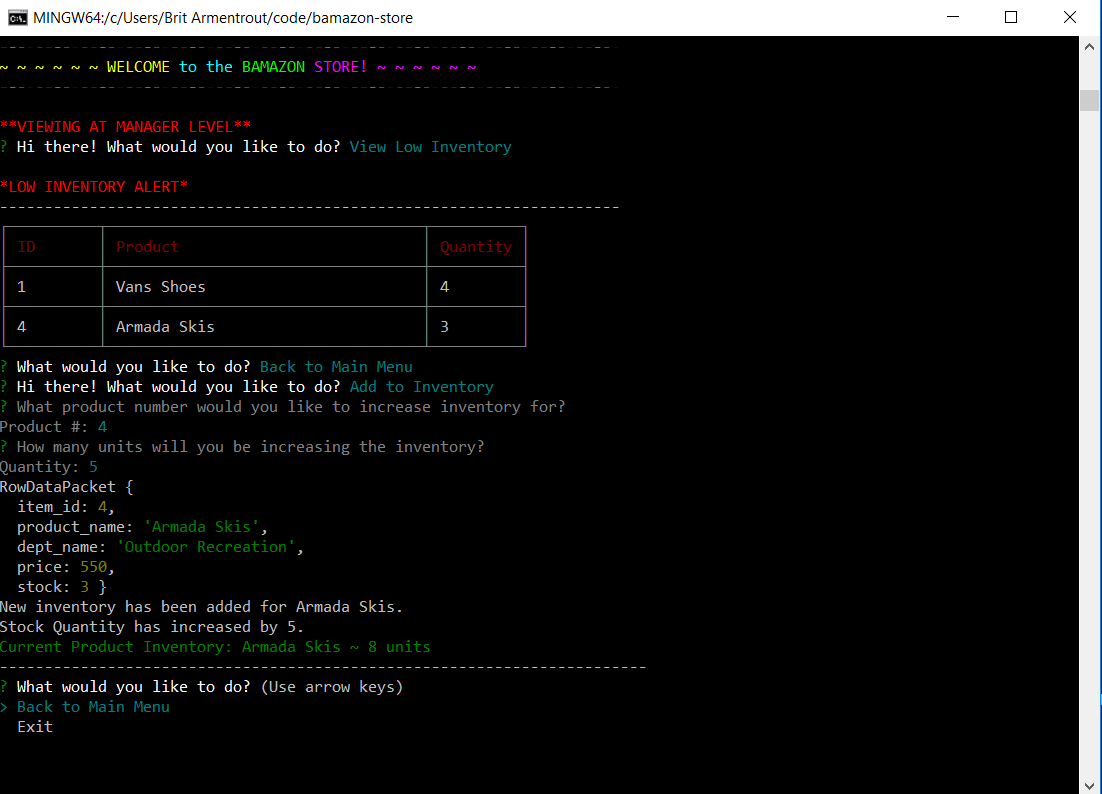 MINGW64:/c/Users/Brit Armentrout/code/bamazon-store
--------------------------------------------------------------------
~ ~ ~ ~ ~ ~ WELCOME to the BAMAZON STORE! ~ ~ ~ ~ ~ ~
--------------------------------------------------------------------
**VIEWING AT MANAGER LEVEL**
? Hi there! What would you like to do? View Low Inventory
*LOW INVENTORY ALERT*
---------------------------------------------------------------------
ID Product Quantity
1 Vans Shoes 4
4 Armada Skis 3
? What would you like to do? Back to Main Menu
? Hi there! What would you like to do? Add to Inventory
? What product number would you like to increase inventory for?
Product #: 4
? How many units will you be increasing the inventory?
Quantity: 5
RowDataPacket {
  item_id: 4,
  product_name: 'Armada Skis',
  dept_name: 'Outdoor Recreation',
  price: 550,
  stock: 3 }
New inventory has been added for Armada Skis.
Stock Quantity has increased by 5.
Current Product Inventory: Armada Skis ~ 8 units
------------------------------------------------------------------------
? What would you like to do? (Use arrow keys)
> Back to Main Menu
  Exit